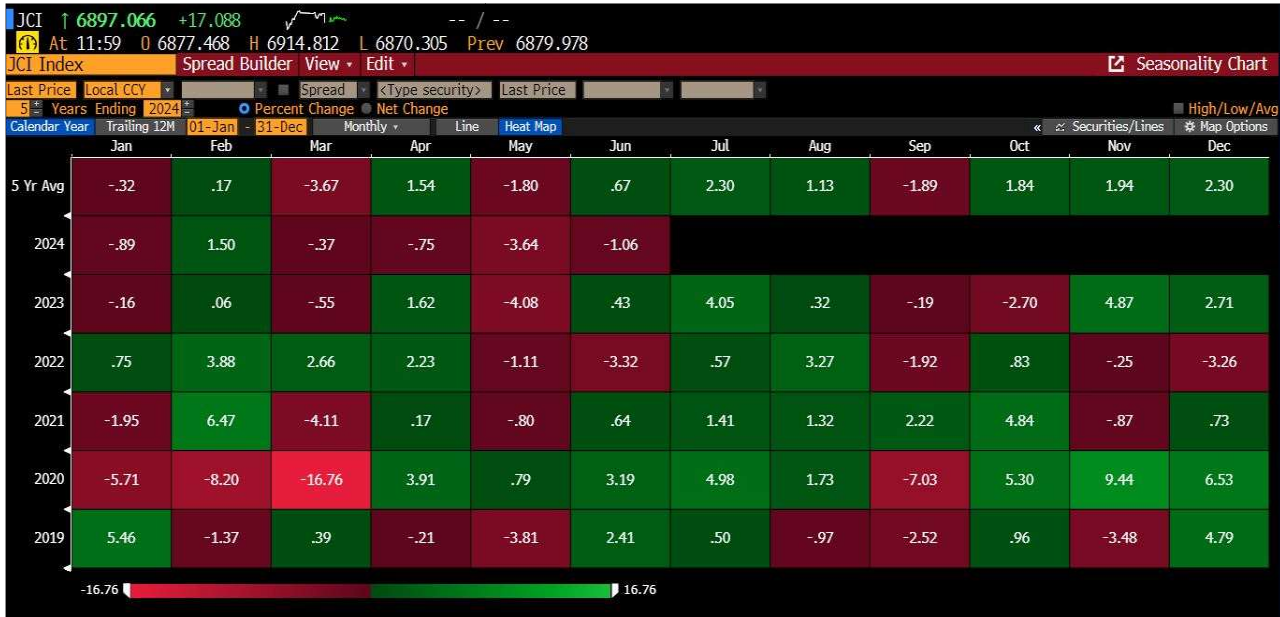 JCI ↑ 6897.066 +17.088 -- / --
At 11:59 O 6877.468 H 6914.812 L 6870.305 Prev 6879.978
JCI Index Spread Builder View Edit Seasonality Chart
Last Price Local CCY Spread <Type security> Last Price
5 Years Ending 2024 Percent Change Net Change High/Low/Avg
Calendar Year Trailing 12M 01-Jan - 31-Dec Monthly Line Heat Map « Securities/Lines Map Options
Jan Feb Mar Apr May Jun Jul Aug Sep Oct Nov Dec
5 Yr Avg -.32 .17 -3.67 1.54 -1.80 .67 2.30 1.13 -1.89 1.84 1.94 2.30
2024 -.89 1.50 -.37 -.75 -3.64 -1.06
2023 -.16 .06 -.55 1.62 -4.08 .43 4.05 .32 -.19 -2.70 4.87 2.71
2022 .75 3.88 2.66 2.23 -1.11 -3.32 .57 3.27 -1.92 .83 -.25 -3.26
2021 -1.95 6.47 -4.11 .17 -.80 .64 1.41 1.32 2.22 4.84 -.87 .73
2020 -5.71 -8.20 -16.76 3.91 .79 3.19 4.98 1.73 -7.03 5.30 9.44 6.53
2019 5.46 -1.37 .39 -.21 -3.81 2.41 .50 -.97 -2.52 .96 -3.48 4.79
-16.76 16.76